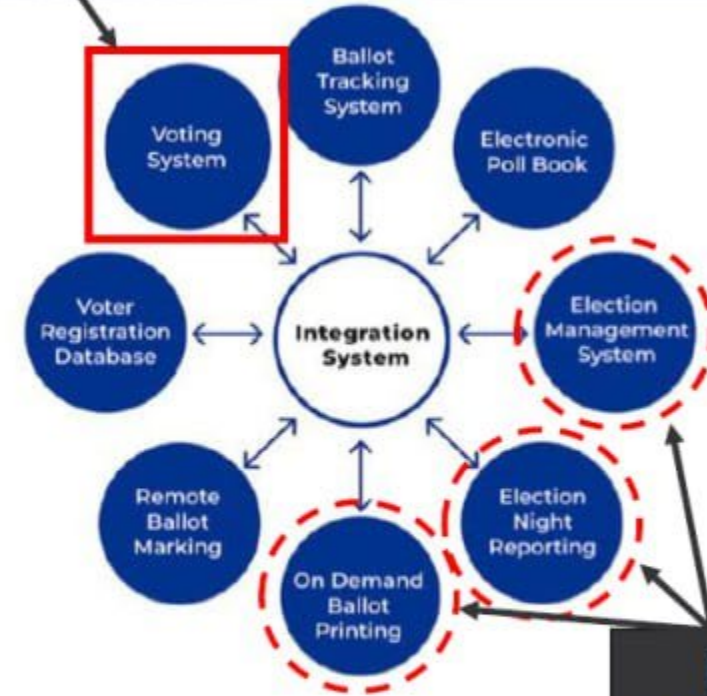 Ballot
Tracking
System
Voting
System
Electronic
Poll Book
Voter
Registration
Database
Integration
System
Election
Management
System
Remote
Ballot
Marking
Election
Night
Reporting
On Demand
Ballot
Printing